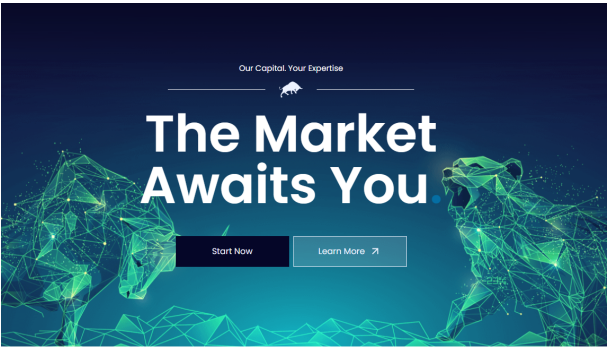 Our Capital. Your Expertise
The Market
Awaits You.
Start Now
Learn More